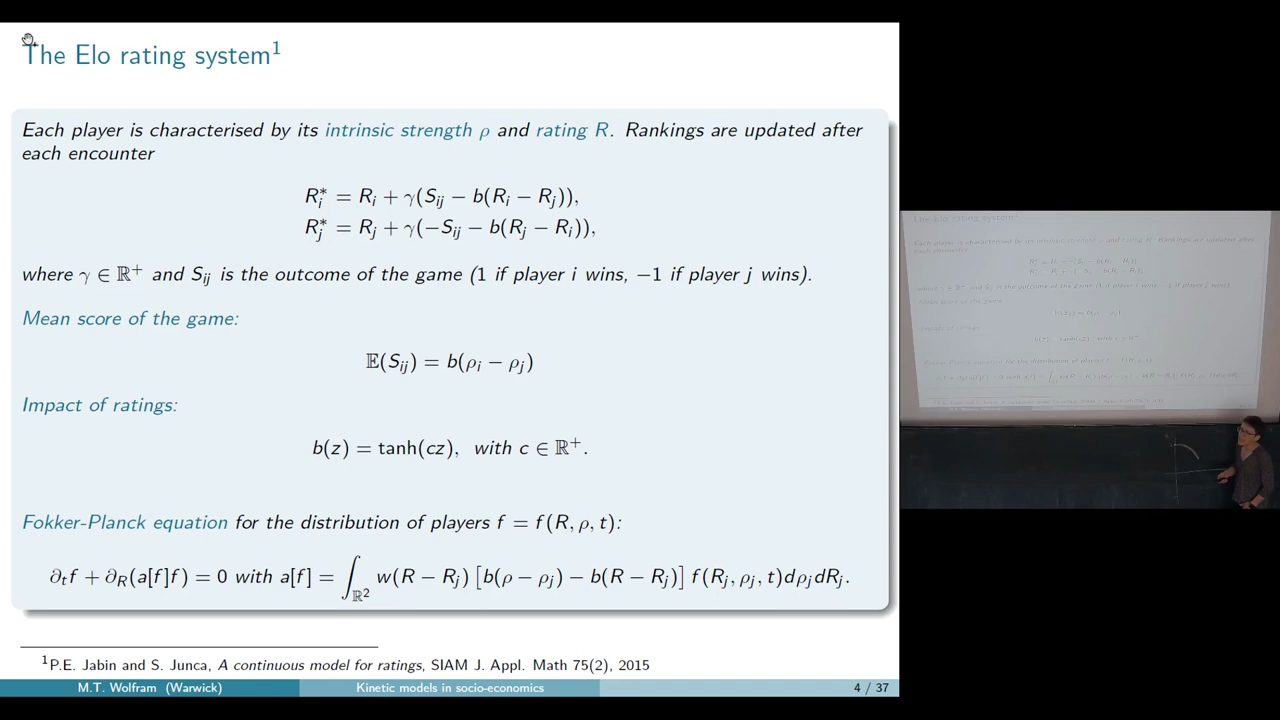 The Elo rating system¹
Each player is characterised by its intrinsic strength ρ and rating R. Rankings are updated after
each encounter
R_i^* = R_i + γ(S_ij − b(R_i − R_j)),
R_j^* = R_j + γ(−S_ij − b(R_j − R_i)),
where γ ∈ ℝ⁺ and S_ij is the outcome of the game (1 if player i wins, −1 if player j wins).
Mean score of the game:
𝔼(S_ij) = b(ρ_i − ρ_j)
Impact of ratings:
b(z) = tanh(cz), with c ∈ ℝ⁺.
Fokker-Planck equation for the distribution of players f = f(R, ρ, t):
∂_t f + ∂_R(a[f]f) = 0 with a[f] = ∫_{ℝ²} w(R − R_j) [b(ρ − ρ_j) − b(R − R_j)] f(R_j, ρ_j, t)dρ_j dR_j.
¹P.E. Jabin and S. Junca, A continuous model for ratings, SIAM J. Appl. Math 75(2), 2015
M.T. Wolfram (Warwick) Kinetic models in socio-economics 4 / 37